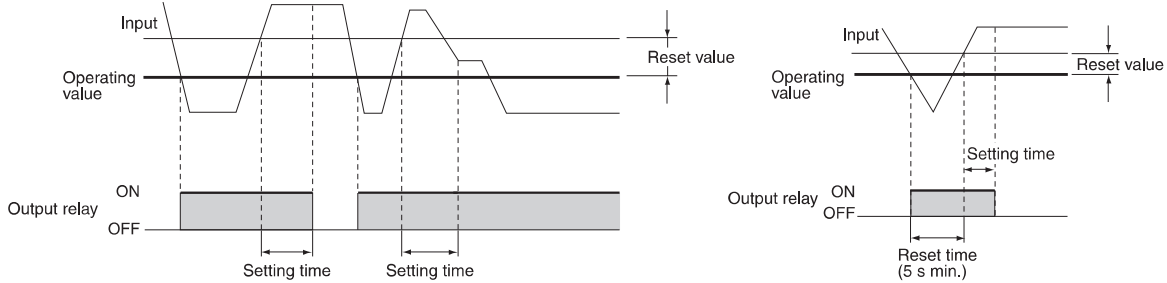 Input
Reset value
Operating
value
ON
Output relay
OFF
Setting time
Setting time
Input
Reset value
Operating
value
Setting time
ON
Output relay
OFF
Reset time
(5 s min.)